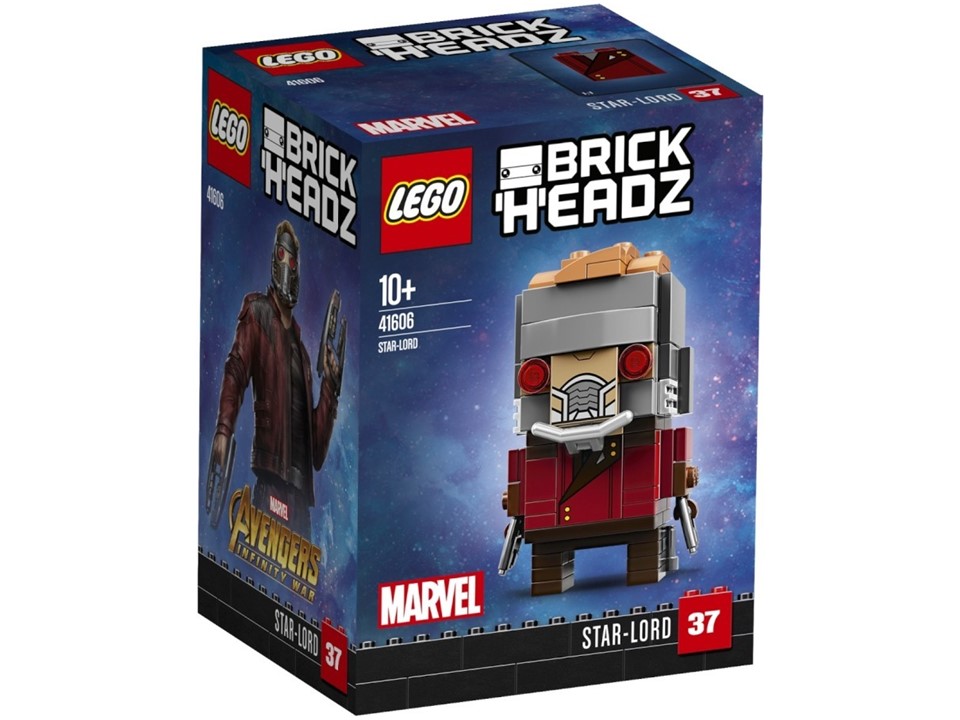 LEGO
BRICK
HEADZ
41606
STAR-LORD
37
MARVEL
LEGO
BRICK
HEADZ
41606
MARVEL
AVENGERS
INFINITY WAR
STAR-LORD
37
LEGO
BRICK
HEADZ
10+
41606
STAR-LORD
MARVEL
STAR-LORD
37